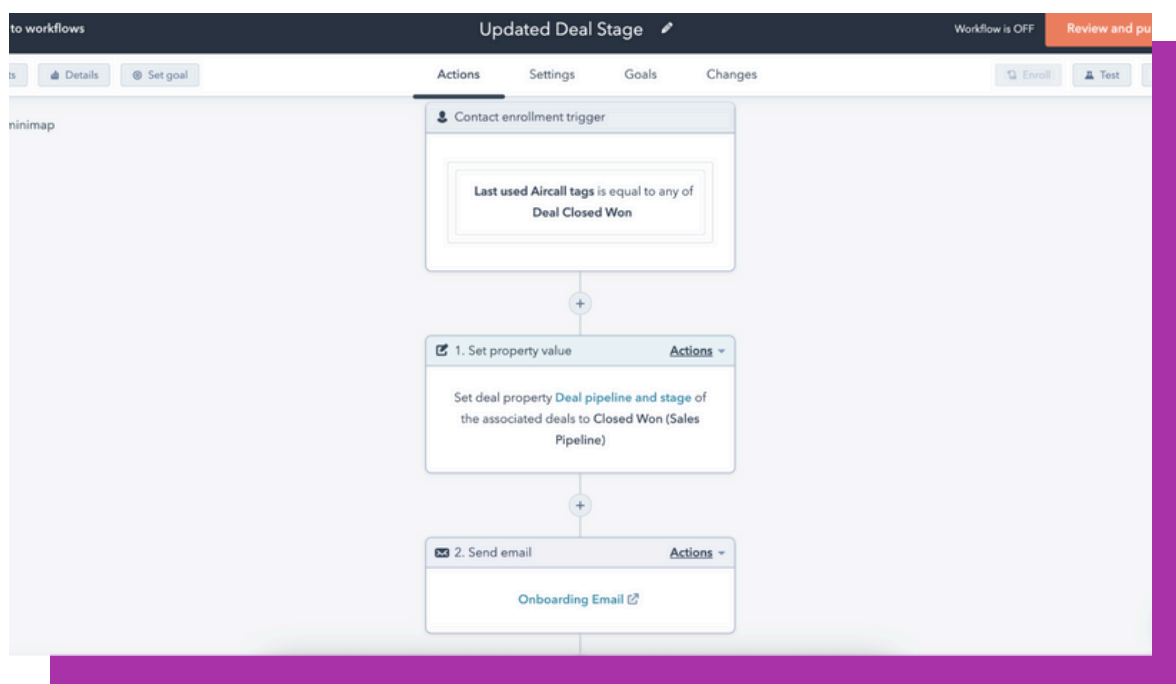 to workflows
Updated Deal Stage
Workflow is OFF
Review and pu
ts
Details
Set goal
Actions
Settings
Goals
Changes
Enroll
Test
minimap
Contact enrollment trigger
Last used Aircall tags is equal to any of
Deal Closed Won
+
1. Set property value
Actions
Set deal property Deal pipeline and stage of
the associated deals to Closed Won (Sales
Pipeline)
+
2. Send email
Actions
Onboarding Email